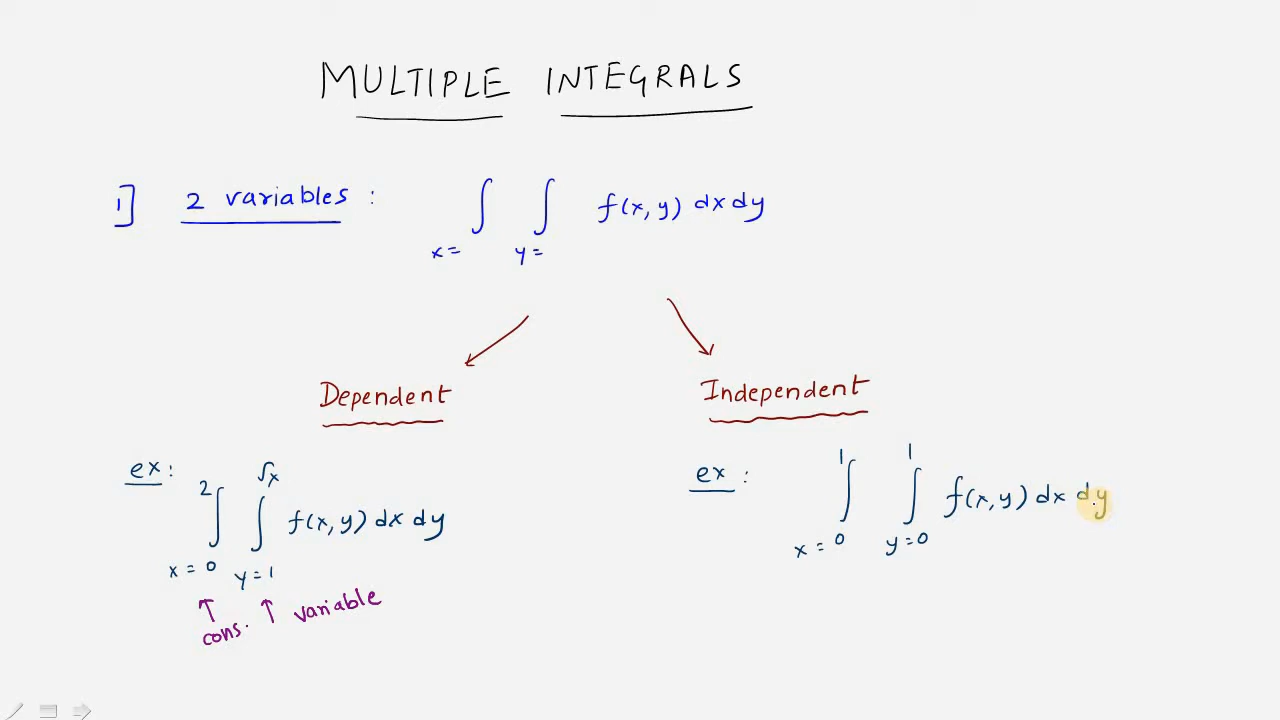 MULTIPLE INTEGRALS
1] 2 variables : ∫ ∫ f(x, y) dx dy
x = y =
Dependent Independent
ex :
2 √x
∫ ∫ f(x, y) dx dy
x = 0 y = 1
↑ cons. ↑ variable
ex :
1 1
∫ ∫ f(x, y) dx dy
x = 0 y = 0